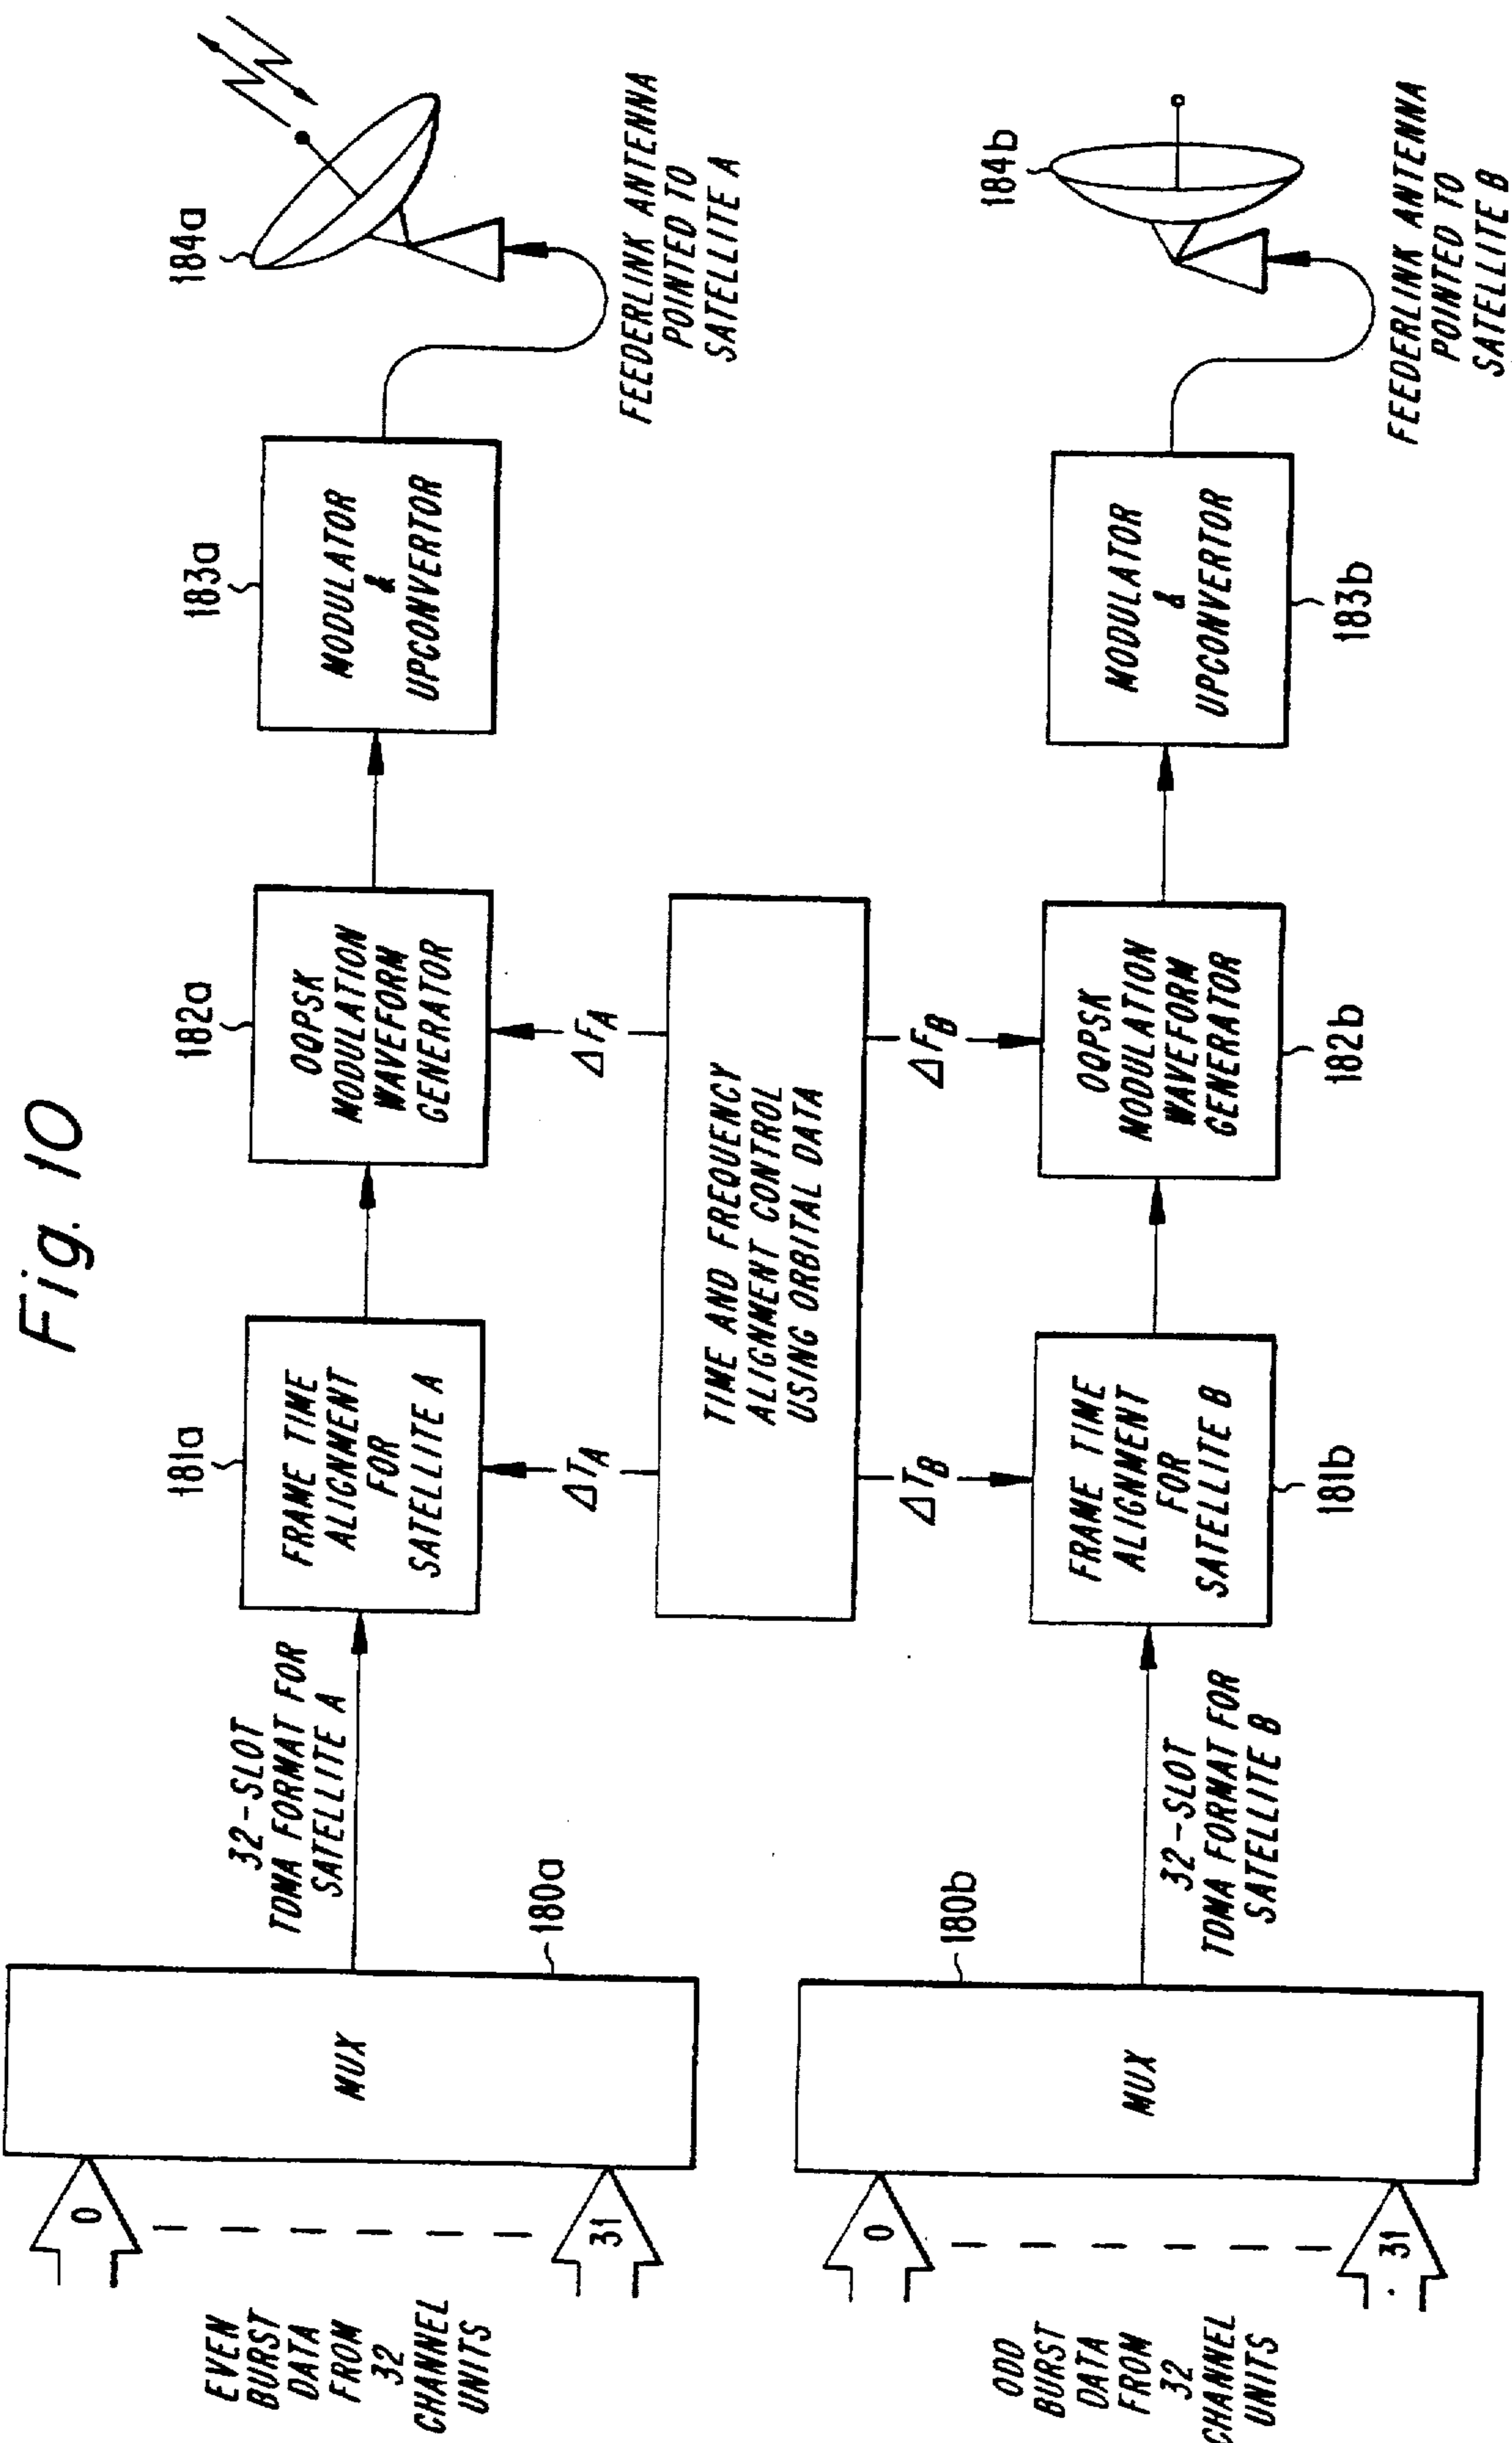 Fig. 10
EVEN
BURST
DATA
FROM
32
CHANNEL
UNITS
0
31
MUX
180a
32-SLOT
TDMA FORMAT FOR
SATELLITE A
181a
FRAME TIME
ALIGNMENT
FOR
SATELLITE A
182a
OQPSK
MODULATION
WAVEFORM
GENERATOR
183a
MODULATOR
&
UPCONVERTOR
184a
FEEDERLINK ANTENNA
POINTED TO
SATELLITE A
ΔTA
ΔFA
TIME AND FREQUENCY
ALIGNMENT CONTROL
USING ORBITAL DATA
ΔTB
ΔFB
ODD
BURST
DATA
FROM
32
CHANNEL
UNITS
0
31
MUX
180b
32-SLOT
TDMA FORMAT FOR
SATELLITE B
FRAME TIME
ALIGNMENT
FOR
SATELLITE B
181b
OQPSK
MODULATION
WAVEFORM
GENERATOR
182b
MODULATOR
&
UPCONVERTOR
183b
184b
FEEDERLINK ANTENNA
POINTED TO
SATELLITE B